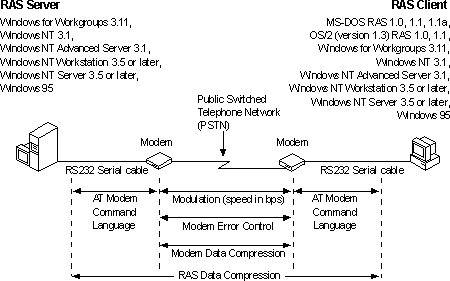 RAS Server
Windows for Workgroups 3.11,
Windows NT 3.1,
Windows NT Advanced Server 3.1,
Windows NT Workstation 3.5 or later,
Windows NT Server 3.5 or later,
Windows 95
RAS Client
MS-DOS RAS 1.0, 1.1, 1.1a,
OS/2 (version 1.3) RAS 1.0, 1.1,
Windows for Workgroups 3.11,
Windows NT 3.1,
Windows NT Advanced Server 3.1,
Windows NT Workstation 3.5 or later,
Windows NT Server 3.5 or later,
Windows 95
Public Switched
Telephone Network
(PSTN)
Modem
Modem
RS232 Serial cable
RS232 Serial cable
AT Modem
Command
Language
Modulation (speed in bps)
AT Modem
Command
Language
Modem Error Control
Modem Data Compression
RAS Data Compression